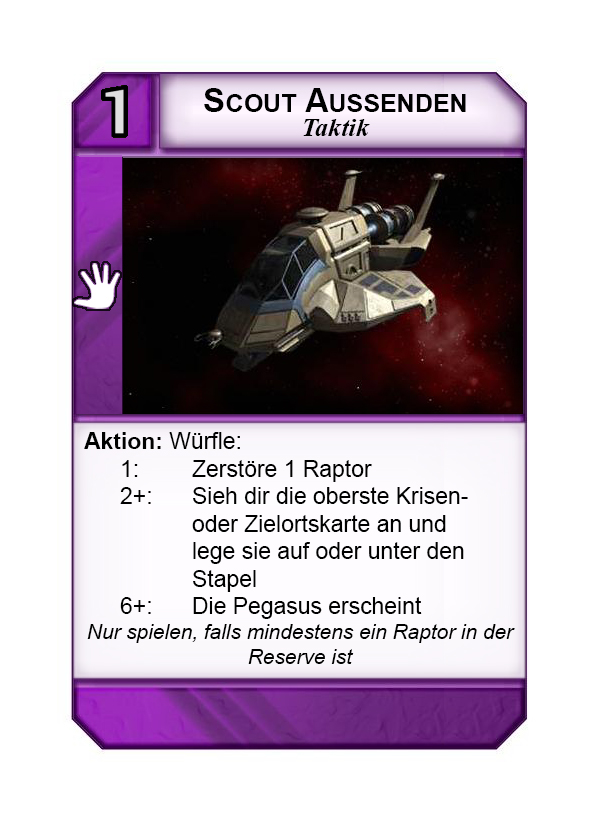 1
Scout Aussenden
Taktik
Aktion: Würfle:
1: Zerstöre 1 Raptor
2+: Sieh dir die oberste Krisen-
oder Zielortskarte an und
lege sie auf oder unter den
Stapel
6+: Die Pegasus erscheint
Nur spielen, falls mindestens ein Raptor in der
Reserve ist